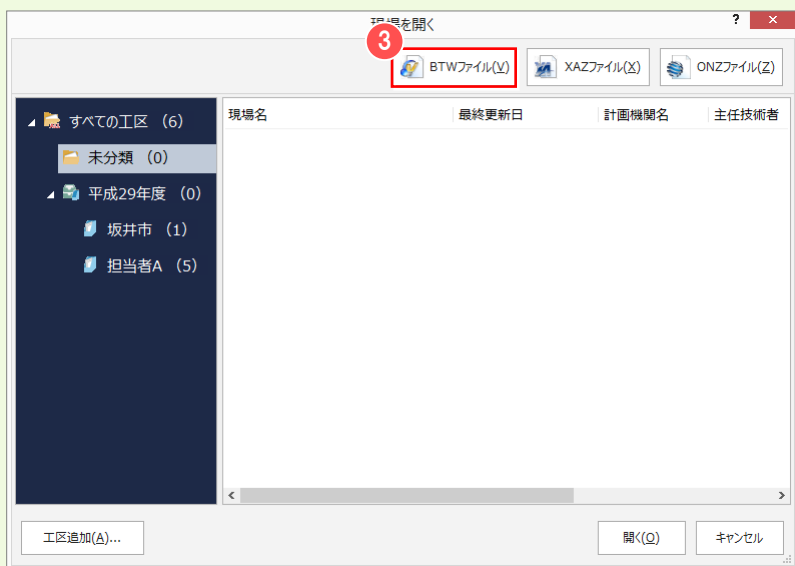 現場を開く
?
×
3
BTWファイル(V)
XAZファイル(X)
ONZファイル(Z)
すべての工区 (6)
未分類 (0)
平成29年度 (0)
坂井市 (1)
担当者A (5)
現場名 最終更新日 計画機関名 主任技術者
工区追加(A)...
開く(O)
キャンセル